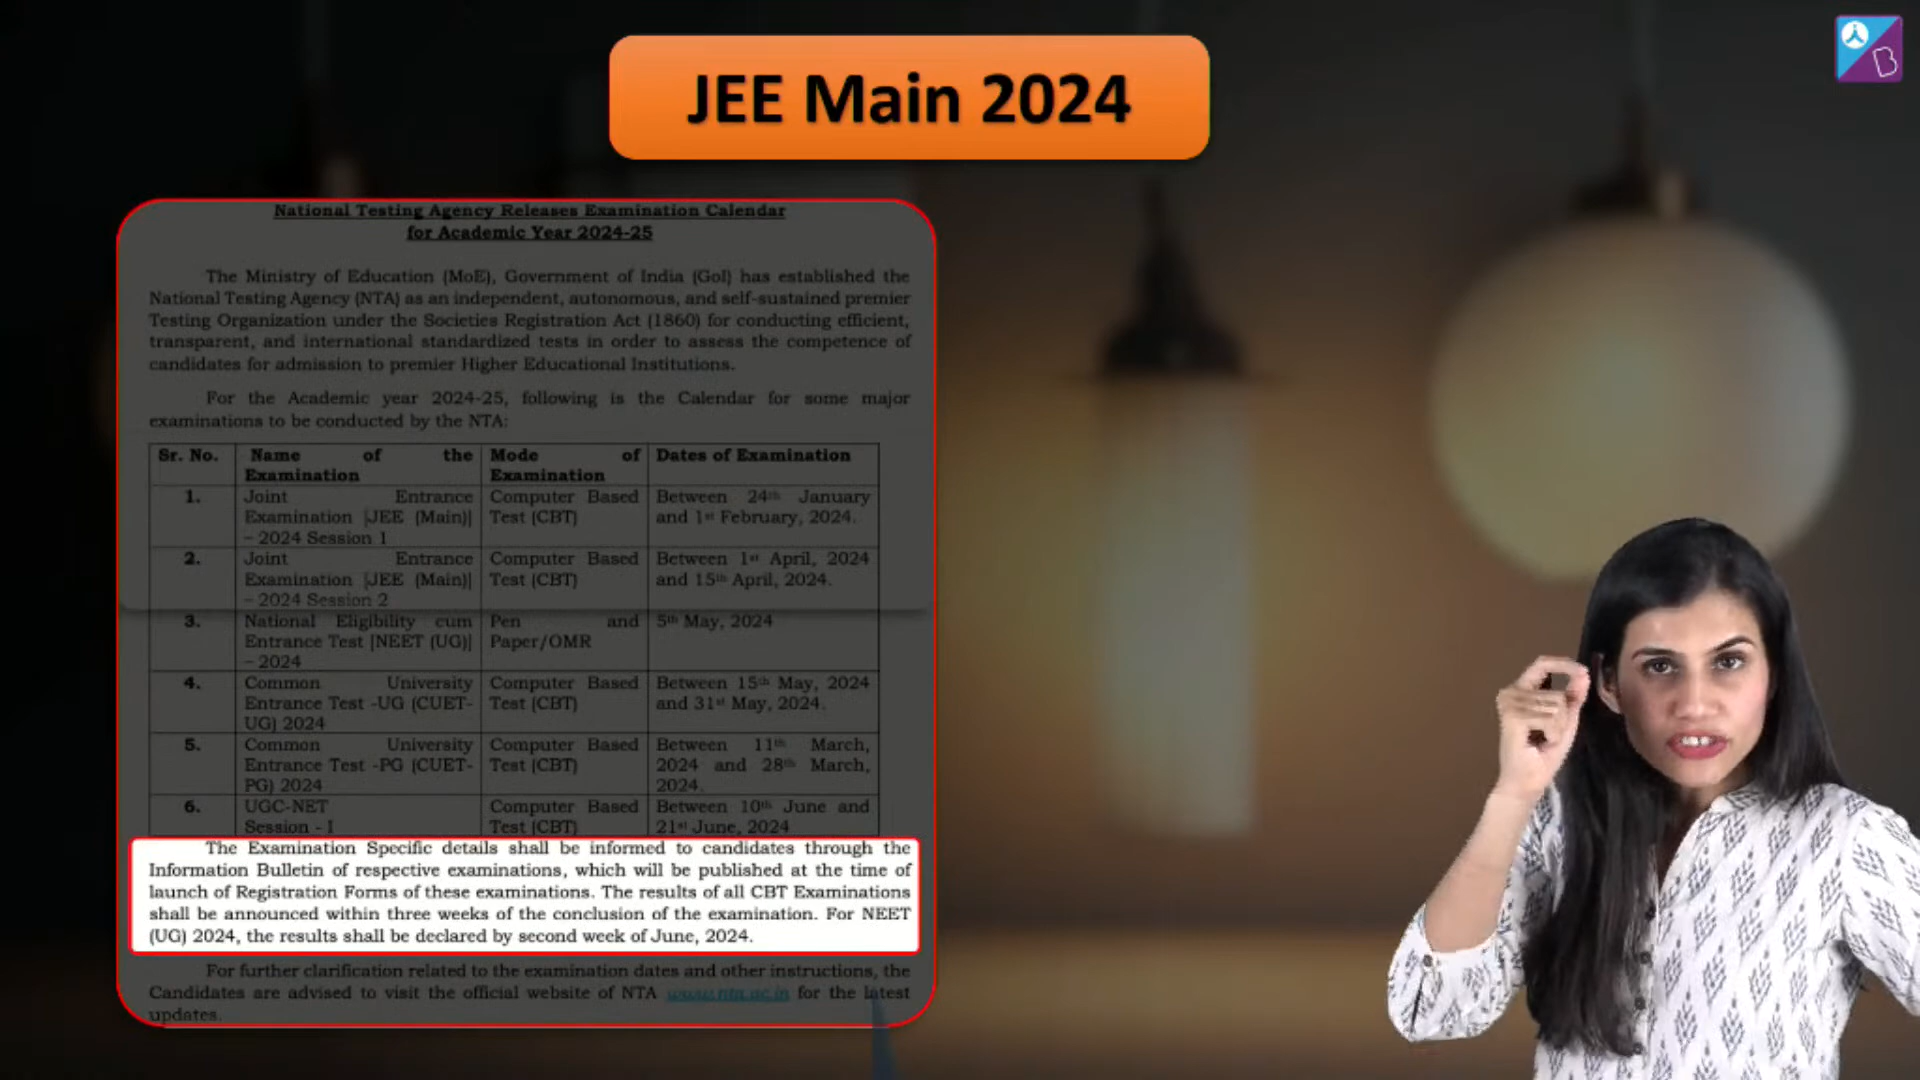 JEE Main 2024
B
National Testing Agency Releases Examination Calendar
for Academic Year 2024-25
The Ministry of Education (MoE), Government of India (GoI) has established the
National Testing Agency (NTA) as an independent, autonomous, and self-sustained premier
Testing Organization under the Societies Registration Act (1860) for conducting efficient,
transparent, and international standardized tests in order to assess the competence of
candidates for admission to premier Higher Educational Institutions.
For the Academic year 2024-25, following is the Calendar for some major
examinations to be conducted by the NTA:
Sr. No. Name of the Mode of Dates of Examination
Examination Examination
1. Joint Entrance Computer Based Between 24th January
Examination [JEE (Main)] Test (CBT) and 1st February, 2024.
– 2024 Session 1
2. Joint Entrance Computer Based Between 1st April, 2024
Examination [JEE (Main)] Test (CBT) and 15th April, 2024.
– 2024 Session 2
3. National Eligibility cum Pen and 5th May, 2024
Entrance Test [NEET (UG)] Paper/OMR
– 2024
4. Common University Computer Based Between 15th May, 2024
Entrance Test -UG (CUET- Test (CBT) and 31st May, 2024.
UG) 2024
5. Common University Computer Based Between 11th March,
Entrance Test -PG (CUET- Test (CBT) 2024 and 28th March,
PG) 2024 2024.
6. UGC-NET Computer Based Between 10th June and
Session - I Test (CBT) 21st June, 2024
The Examination Specific details shall be informed to candidates through the
Information Bulletin of respective examinations, which will be published at the time of
launch of Registration Forms of these examinations. The results of all CBT Examinations
shall be announced within three weeks of the conclusion of the examination. For NEET
(UG) 2024, the results shall be declared by second week of June, 2024.
For further clarification related to the examination dates and other instructions, the
Candidates are advised to visit the official website of NTA www.nta.ac.in for the latest
updates.